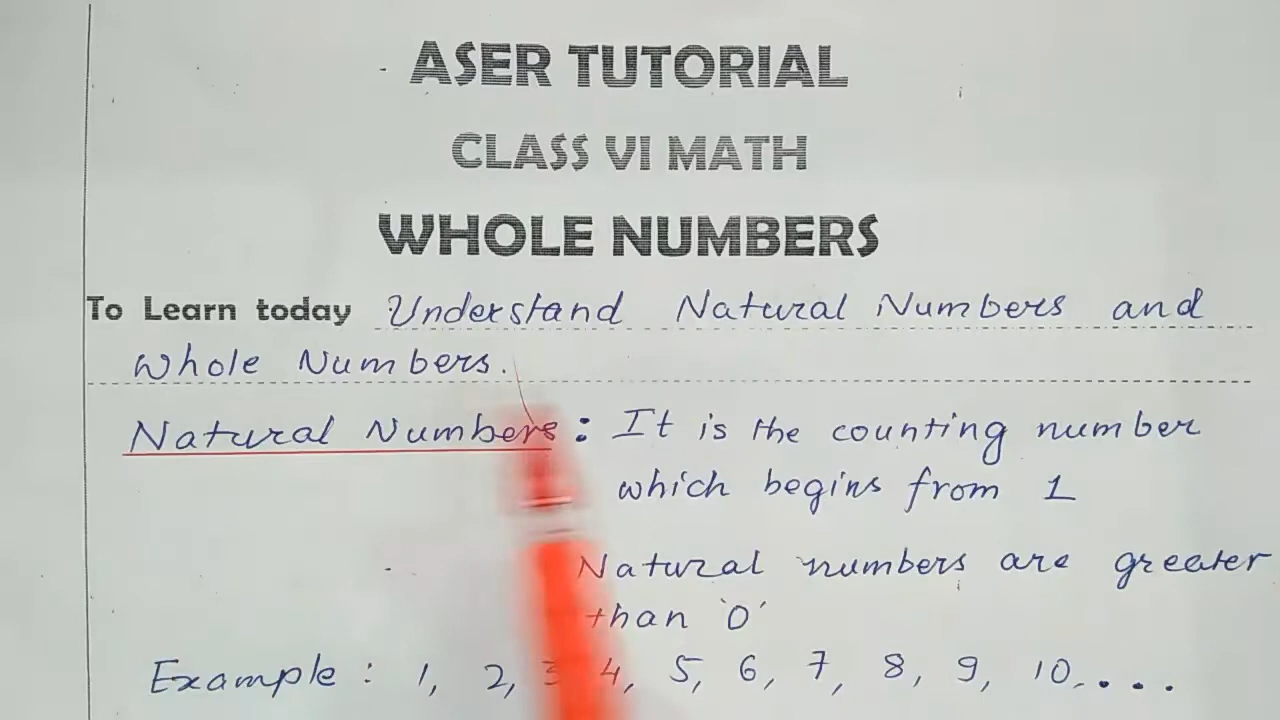 ASER TUTORIAL
CLASS VI MATH
WHOLE NUMBERS
To Learn today Understand Natural Numbers and
Whole Numbers.
Natural Numbers : It is the counting number
which begins from 1
Natural numbers are greater
than '0'
Example : 1, 2, 3 4, 5, 6, 7, 8, 9, 10, . . .